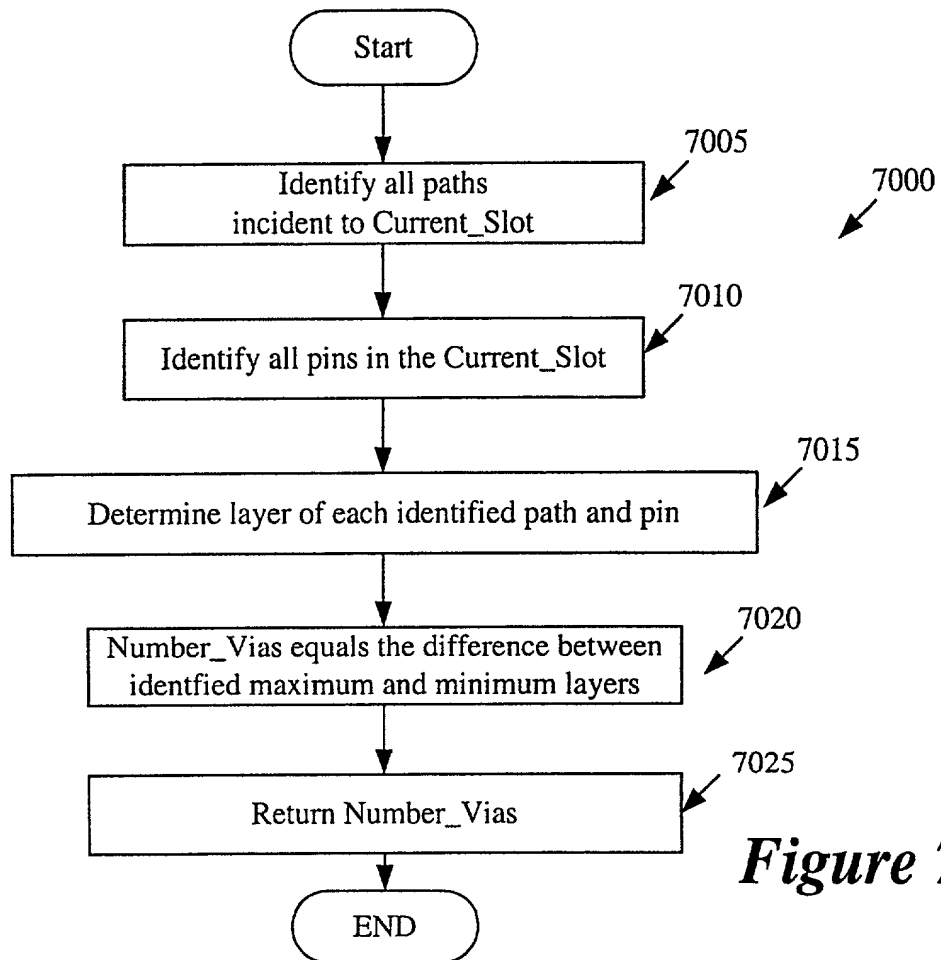 Start
7005
Identify all paths
incident to Current_Slot
7000
7010
Identify all pins in the Current_Slot
7015
Determine layer of each identified path and pin
7020
Number_Vias equals the difference between
identfied maximum and minimum layers
7025
Return Number_Vias
Figure
END